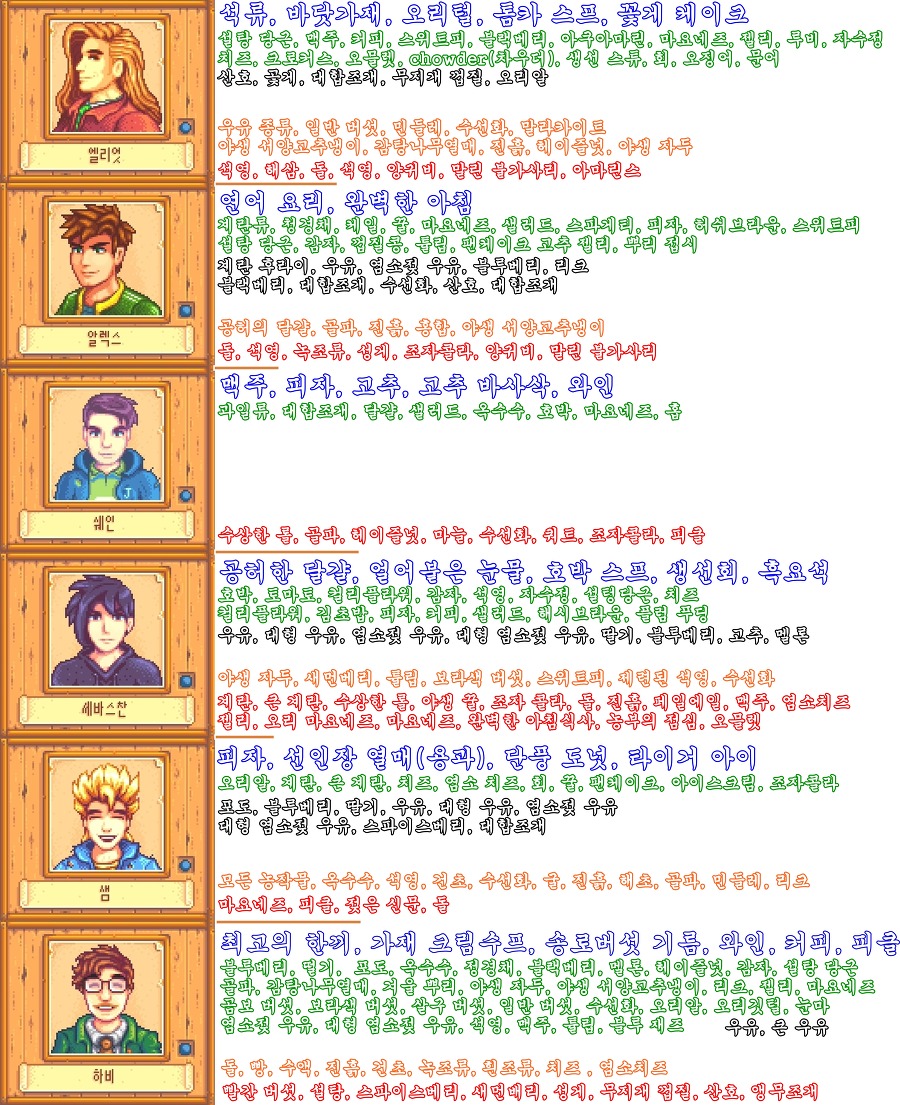 석류, 바닷가재, 오리털, 톰카 스프, 꽃게 케이크
설탕 당근, 맥주, 커피, 스위트피, 블랙베리, 아쿠아마린, 마요네즈, 젤리, 루비, 자수정
치즈, 크로커스, 오믈렛, chowder(차우더), 생선 스튜, 회, 오징어, 문어
산호, 꽃게, 대합조개, 무지개 껍질, 오리알
우유 종류, 일반 버섯, 민들레, 수선화, 말라카이트
야생 서양고추냉이, 감탕나무열매, 진흙, 헤이즐넛, 야생 자두
석영, 해삼, 돌, 석영, 양귀비, 말린 불가사리, 아마린스
엘리엇
연어 요리, 완벽한 아침
계란류, 청경채, 케일, 꿀, 마요네즈, 샐러드, 스파게티, 피자, 허쉬브라운, 스위트피
설탕 당근, 감자, 껍질콩, 튤립, 팬케이크 고추 젤리, 뿌리 접시
계란 후라이, 우유, 염소젖 우유, 블루베리, 리크
블랙베리, 대합조개, 수선화, 산호, 대합조개
공허의 달걀, 골파, 진흙, 홍합, 야생 서양고추냉이
돌, 석영, 녹조류, 성게, 조자콜라, 양귀비, 말린 불가사리
알렉스
맥주, 피자, 고추, 고추 바사삭, 와인
과일류, 대합조개, 달걀, 샐러드, 옥수수, 호박, 마요네즈, 홉
수상한 롤, 골파, 헤이즐넛, 마늘, 수선화, 쿼트, 조자콜라, 피클
쉐인
공허한 달걀, 얼어붙은 눈물, 호박 스프, 생선회, 흑요석
호박, 토마토, 컬리플라워, 감자, 석영, 자수정, 설텅당근, 치즈
컬리플라워, 김초밥, 피자, 커피, 샐러드, 해시브라운, 플럼 푸딩
우유, 대형 우유, 염소젖 우유, 대형 염소젖 우유, 딸기, 블루베리, 고추, 멜론
야생 자두, 새먼베리, 튤립, 보라색 버섯, 스위트피, 제련된 석영, 수선화
계란, 큰 계란, 수상한 롤, 야생 꿀, 조자 콜라, 돌, 진흙, 페일에일, 맥주, 염소치즈
젤리, 오리 마요네즈, 마요네즈, 완벽한 아침식사, 농부의 점심, 오믈렛
세바스찬
피자, 선인장 열매(용과), 단풍 도넛, 타이거 아이
오리알, 계란, 큰 계란, 치즈, 염소 치즈, 회, 꿀, 팬케이크, 아이스크림, 조자콜라
포도, 블루베리, 딸기, 우유, 대형 우유, 염소젖 우유
대형 염소젖 우유, 스파이스베리, 대합조개
모든 농작물, 옥수수, 석영, 건초, 수선화, 굴, 진흙, 해초, 골파, 민들레, 리크
마요네즈, 피클, 젖은 신문, 돌
샘
최고의 한끼, 가재 크림수프, 송로버섯 기름, 와인, 커피, 피클
블루베리, 딸기, 포도, 옥수수, 청경채, 블랙베리, 멜론, 헤이즐넛, 감자, 설탕 당근
골파, 감탕나무열매, 겨울 뿌리, 야생 자두, 야생 서양고추냉이, 리크, 젤리, 마요네즈
곰보 버섯, 보라색 버섯, 살구 버섯, 일반 버섯, 수선화, 오리알, 오리깃털, 눈마
염소젖 우유, 대형 염소젖 우유, 석영, 맥주, 튤립, 블루 재즈 우유, 큰 우유
돌, 빵, 수액, 진흙, 건초, 녹조류, 흰조류, 치즈 , 염소치즈
빨간 버섯, 설탕, 스파이스베리, 새먼베리, 성게, 무지개 껍질, 산호, 앵무조개
하비